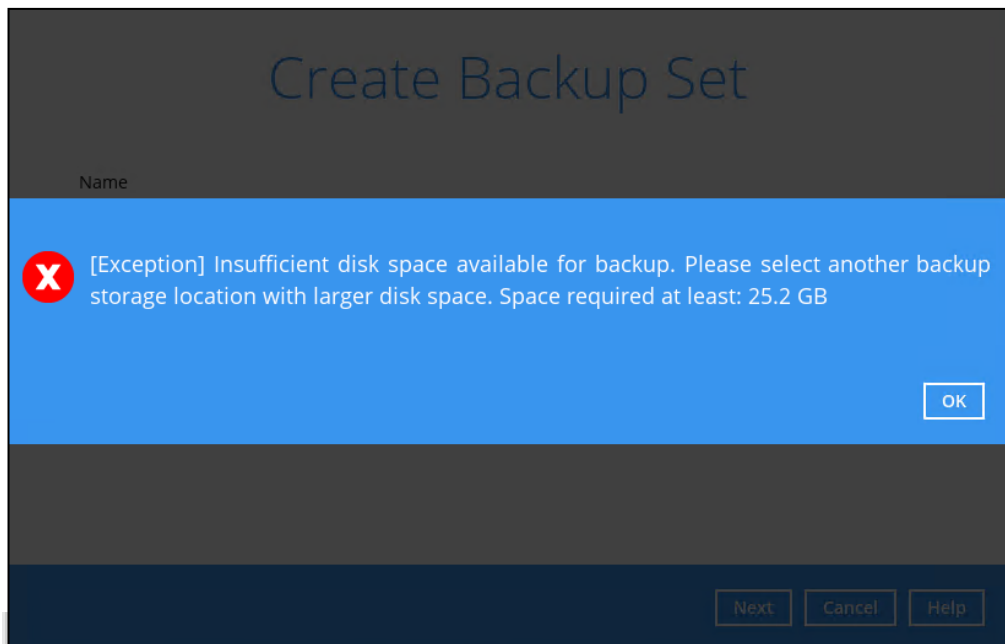 Create Backup Set
Name
X
[Exception] Insufficient disk space available for backup. Please select another backup
storage location with larger disk space. Space required at least: 25.2 GB
OK
Next Cancel Help